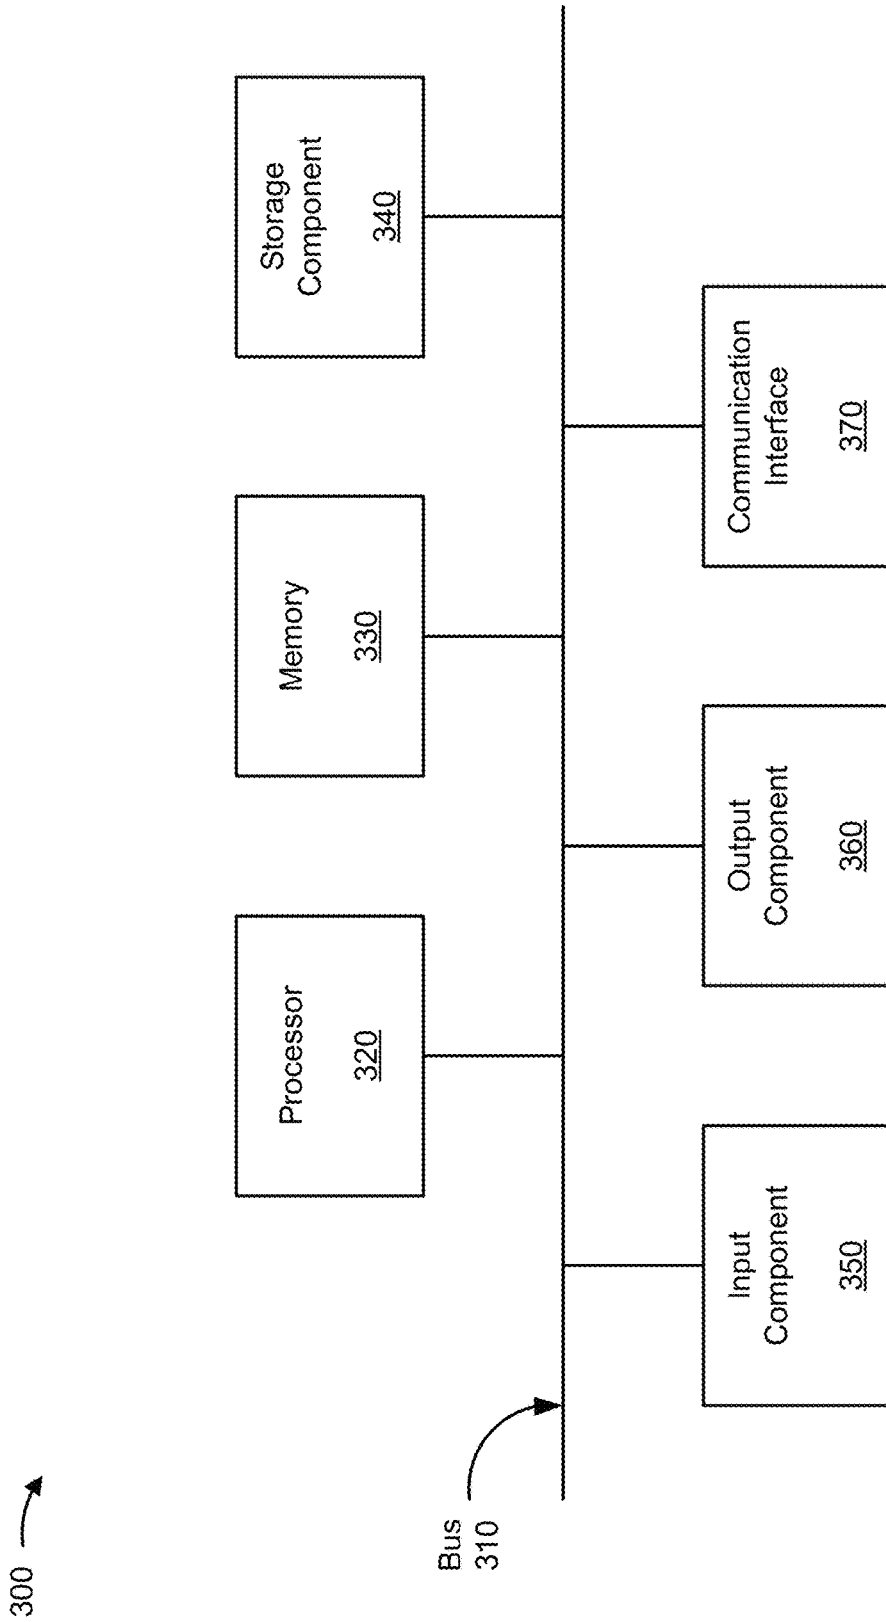 300
Processor
320
Memory
330
Storage
Component
340
Bus
310
Input
Component
350
Output
Component
360
Communication
Interface
370